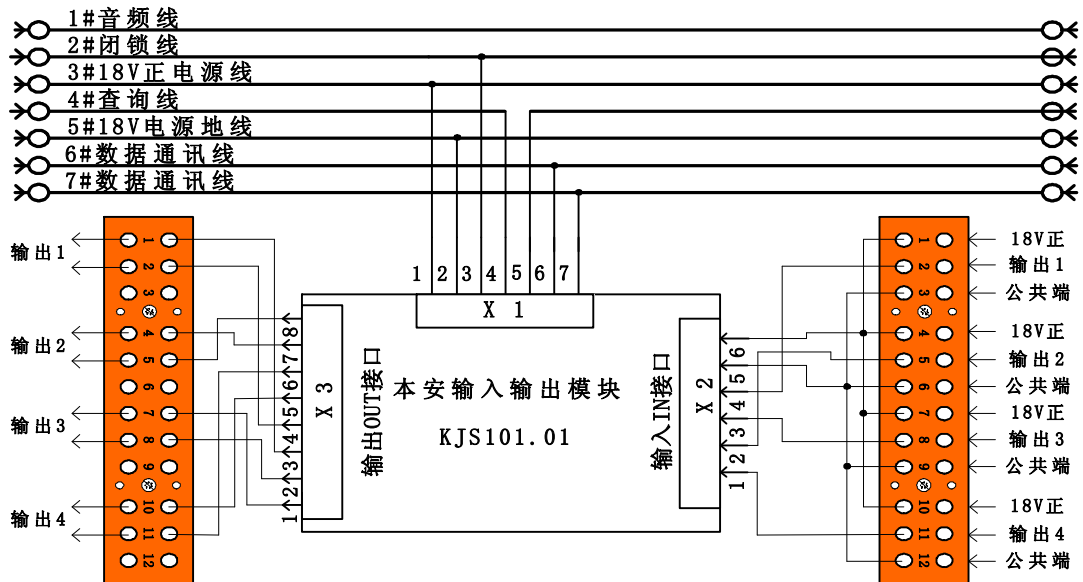 1#音频线
2#闭锁线
3#18V正电源线
4#查询线
5#18V电源地线
6#数据通讯线
7#数据通讯线
1 2 3 4 5 6 7
X 1
输出1
输出2
输出3
输出4
1
2
3
4
5
6
7
8
9
10
11
12
8
7
6
5
4
3
2
1
X 3
输出OUT接口
本安输入输出模块
KJS101.01
输入IN接口
X 2
6
5
4
3
2
1
1
2
3
4
5
6
7
8
9
10
11
12
18V正
输出1
公共端
18V正
输出2
公共端
18V正
输出3
公共端
18V正
输出4
公共端